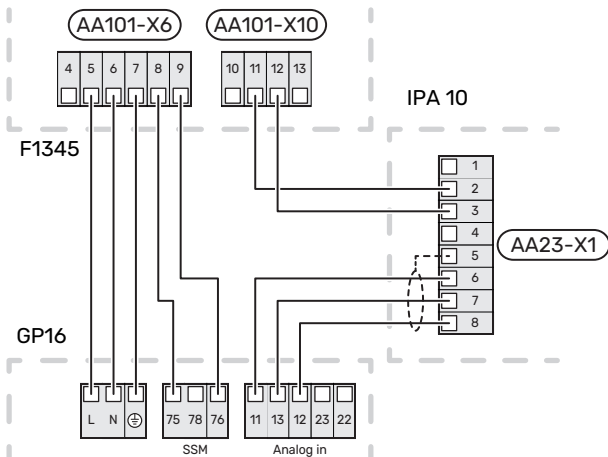 AA101-X6
AA101-X10
4 5 6 7 8 9
10 11 12 13
IPA 10
F1345
1
2
3
4
5
6
7
8
AA23-X1
GP16
L N
75 78 76
11 13 12 23 22
SSM
Analog in